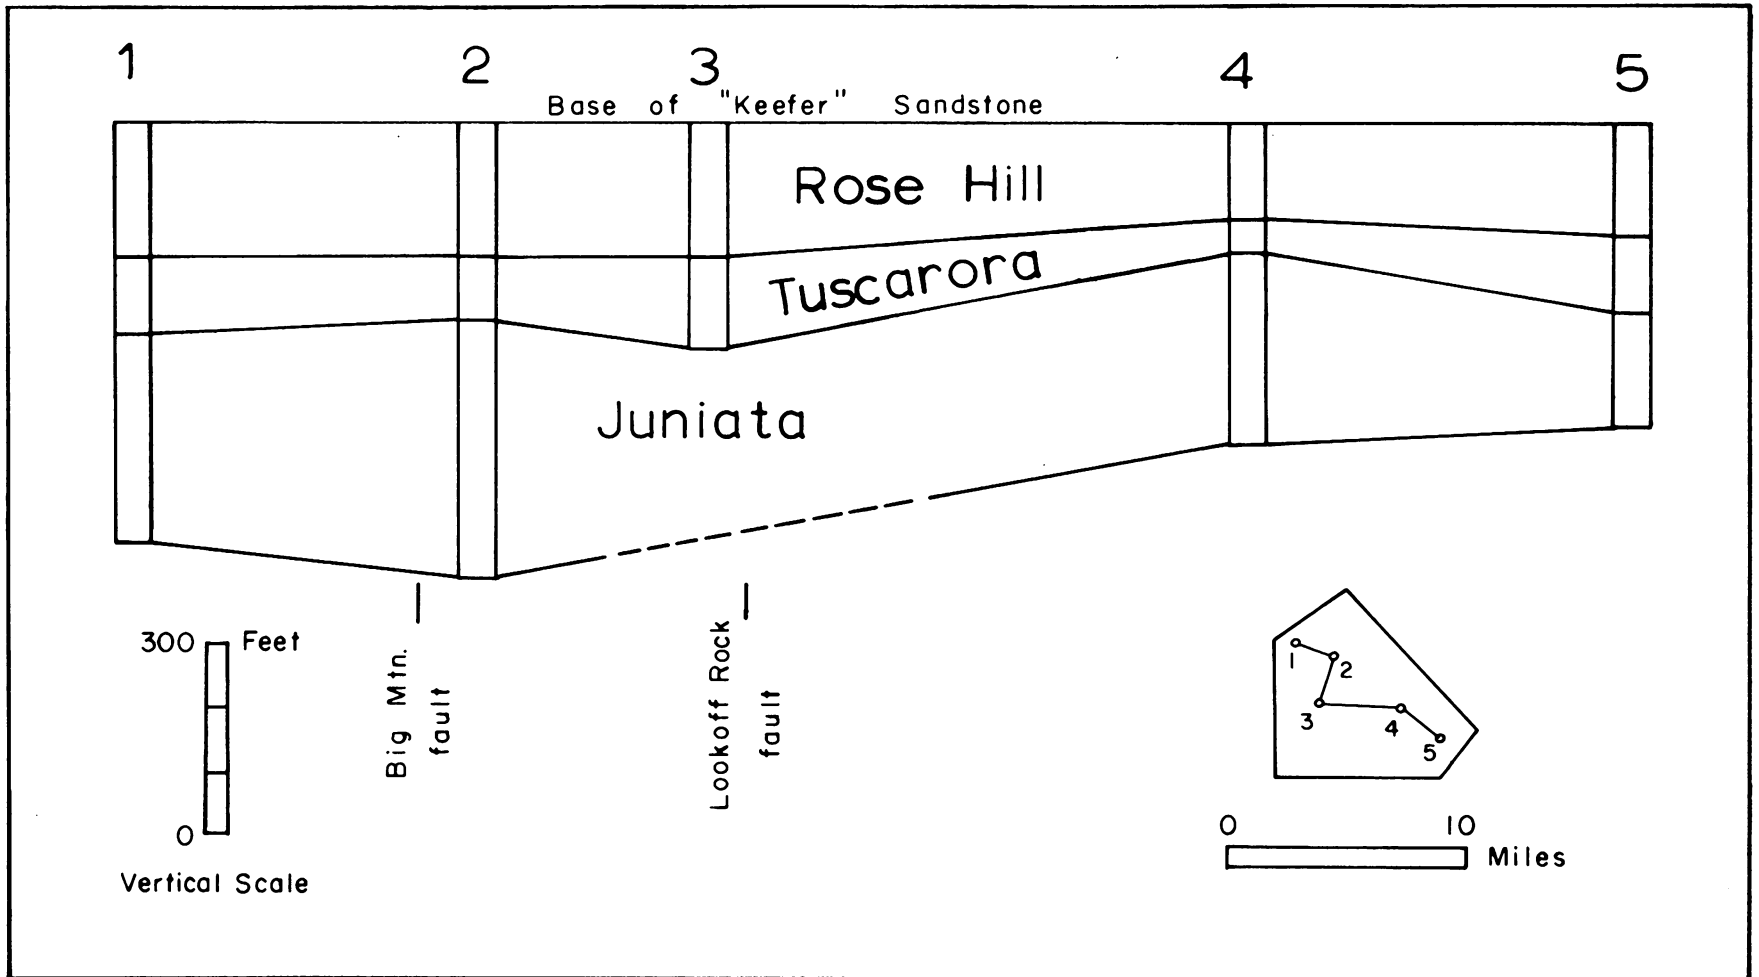 1 2 3 4 5
Base of "Keefer" Sandstone
Rose Hill
Tuscarora
Juniata
300 Feet
0
Vertical Scale
Big Mtn.
fault
Lookoff Rock
fault
1
2
3
4
5
0 10
Miles